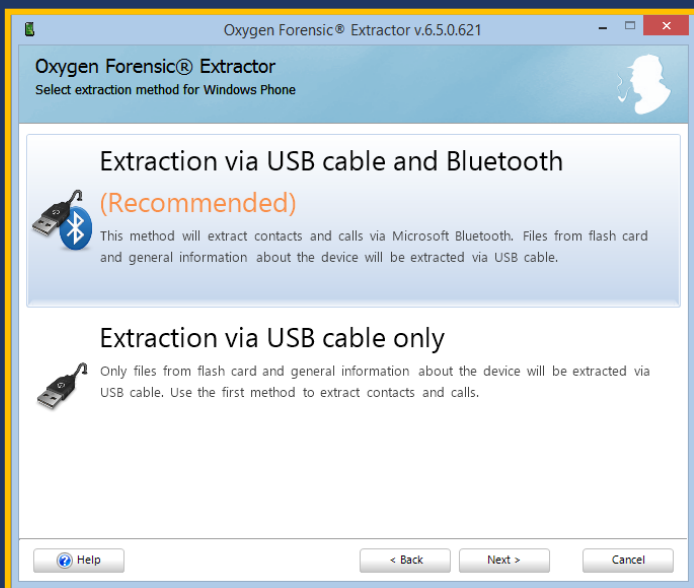 Oxygen Forensic® Extractor v.6.5.0.621
Oxygen Forensic® Extractor
Select extraction method for Windows Phone
Extraction via USB cable and Bluetooth
(Recommended)
This method will extract contacts and calls via Microsoft Bluetooth. Files from flash card
and general information about the device will be extracted via USB cable.
Extraction via USB cable only
Only files from flash card and general information about the device will be extracted via
USB cable. Use the first method to extract contacts and calls.
Help
< Back
Next >
Cancel